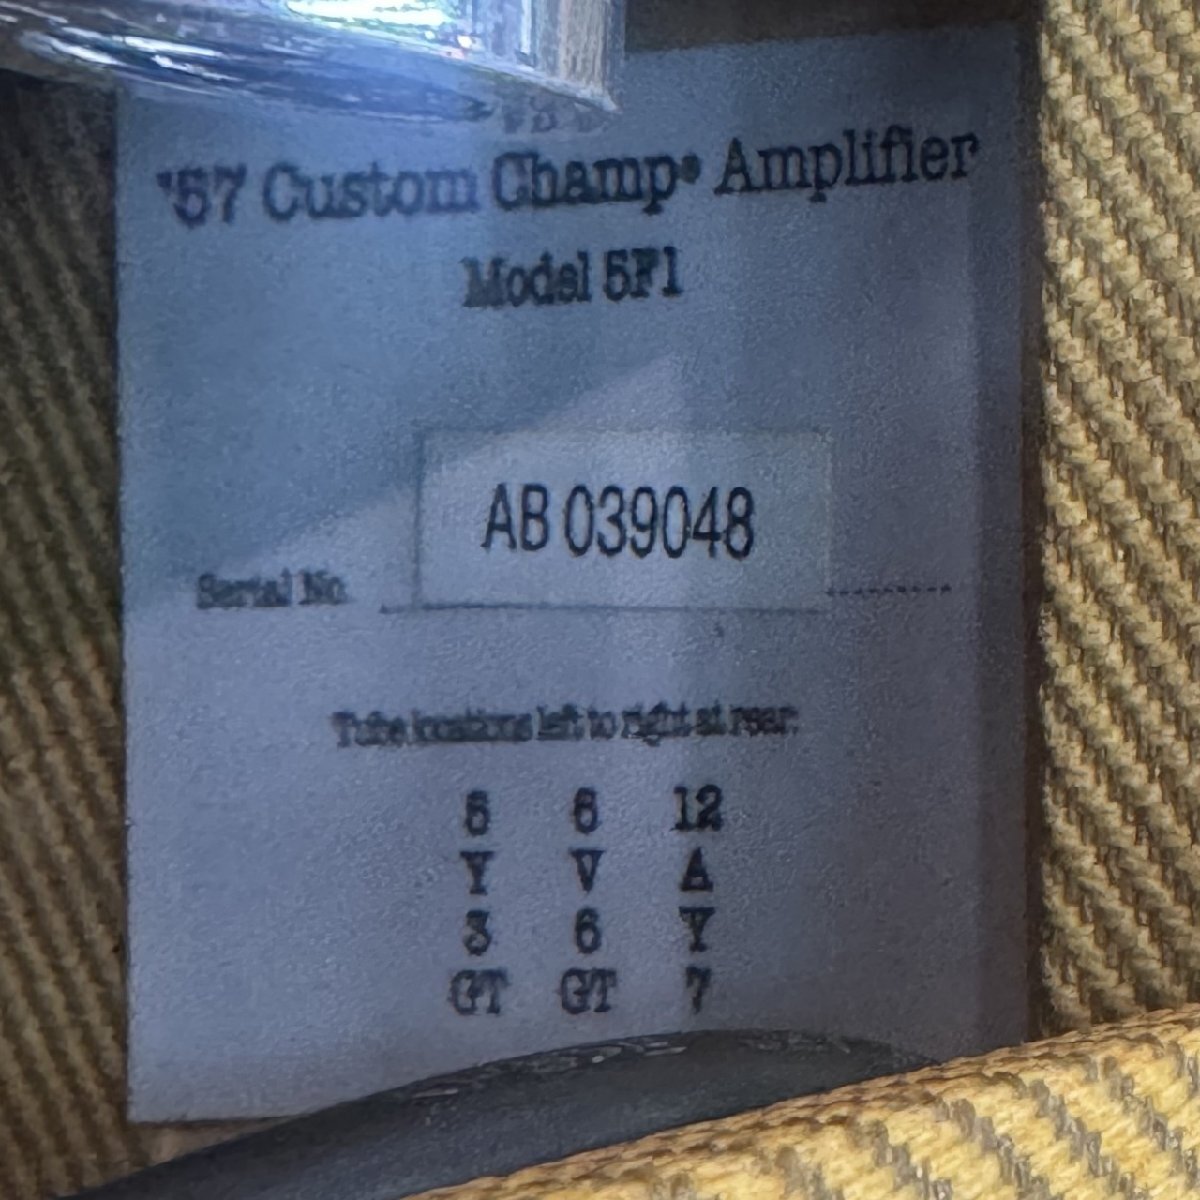 '57 Custom Champ® Amplifier
Model 5F1
AB 039048
Serial No.
Tube locations left to right at rear:
5 6 12
Y V A
3 6 Y
GT GT 7